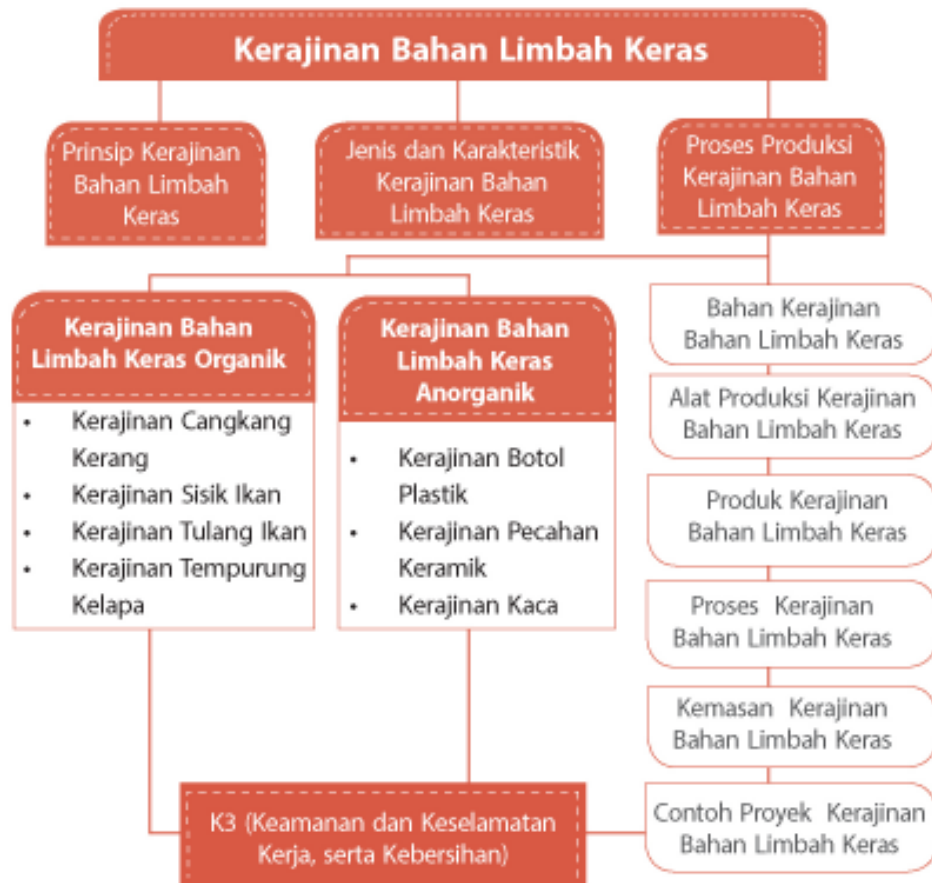 Kerajinan Bahan Limbah Keras
Prinsip Kerajinan
Bahan Limbah
Keras
Jenis dan Karakteristik
Kerajinan Bahan
Limbah Keras
Proses Produksi
Kerajinan Bahan
Limbah Keras
Kerajinan Bahan
Limbah Keras Organik
• Kerajinan Cangkang
Kerang
• Kerajinan Sisik Ikan
• Kerajinan Tulang Ikan
• Kerajinan Tempurung
Kelapa
Kerajinan Bahan
Limbah Keras
Anorganik
• Kerajinan Botol
Plastik
• Kerajinan Pecahan
Keramik
• Kerajinan Kaca
Bahan Kerajinan
Bahan Limbah Keras
Alat Produksi Kerajinan
Bahan Limbah Keras
Produk Kerajinan
Bahan Limbah Keras
Proses Kerajinan
Bahan Limbah Keras
Kemasan Kerajinan
Bahan Limbah Keras
Contoh Proyek Kerajinan
Bahan Limbah Keras
K3 (Keamanan dan Keselamatan
Kerja, serta Kebersihan)